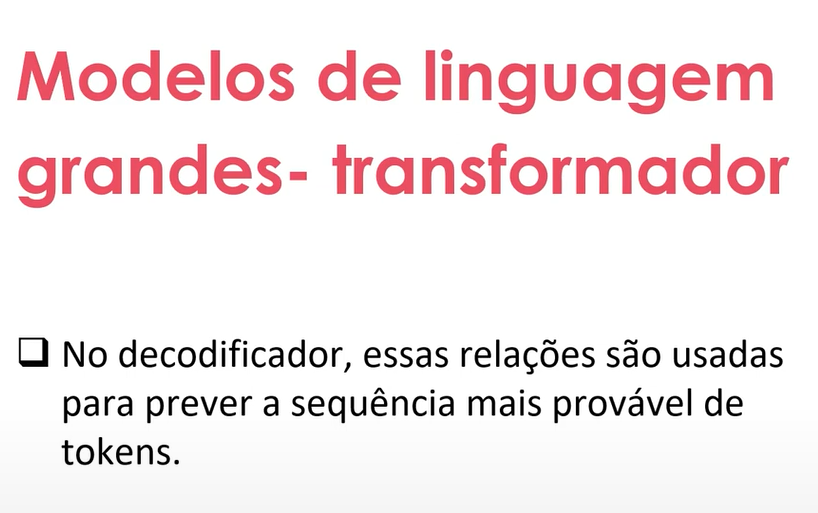 Modelos de linguagem
grandes- transformador
❑ No decodificador, essas relações são usadas
para prever a sequência mais provável de
tokens.